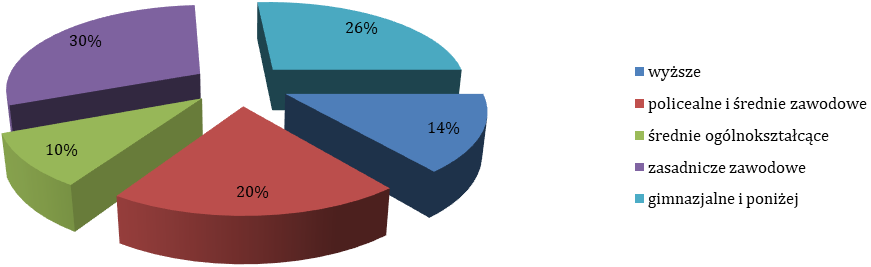 30%
26%
14%
10%
20%
wyższe
policealne i średnie zawodowe
średnie ogólnokształcące
zasadnicze zawodowe
gimnazjalne i poniżej